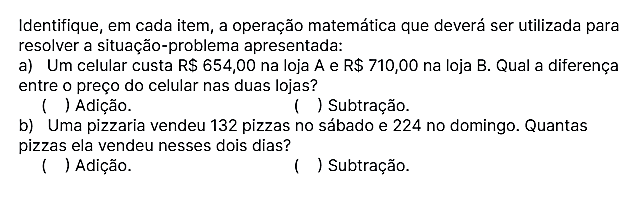 Identifique, em cada item, a operação matemática que deverá ser utilizada para
resolver a situação-problema apresentada:
a) Um celular custa R$ 654,00 na loja A e R$ 710,00 na loja B. Qual a diferença
entre o preço do celular nas duas lojas?
( ) Adição. ( ) Subtração.
b) Uma pizzaria vendeu 132 pizzas no sábado e 224 no domingo. Quantas
pizzas ela vendeu nesses dois dias?
( ) Adição. ( ) Subtração.